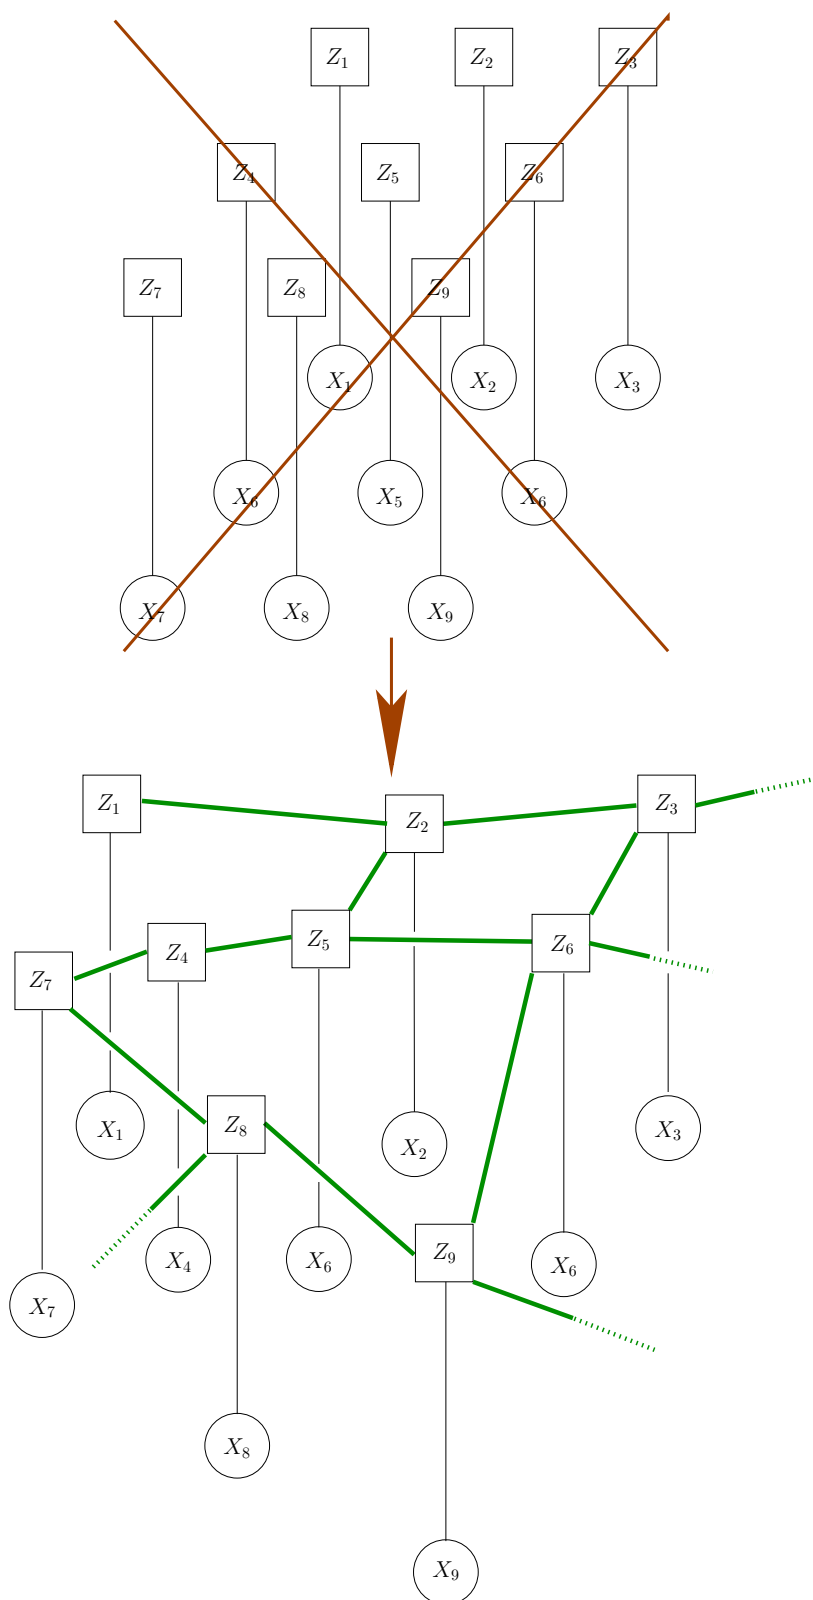 Z₁ Z₂ Z₃
Z₄ Z₅ Z₆
Z₇ Z₈ Z₉
X₁ X₂ X₃
X₆ X₅ X₆
X₇ X₈ X₉
Z₁ Z₂ Z₃
Z₇ Z₄ Z₅ Z₆
Z₈
X₁ X₂ X₃
X₇ X₄ X₆ Z₉ X₆
X₈
X₉